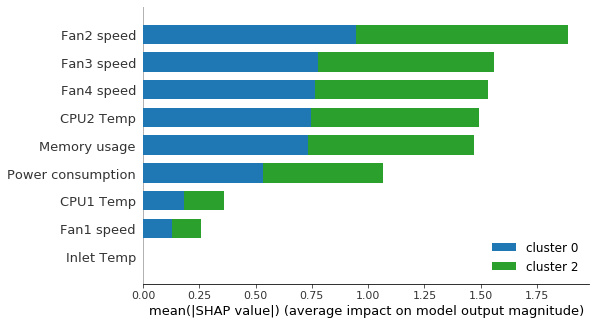 Fan2 speed
Fan3 speed
Fan4 speed
CPU2 Temp
Memory usage
Power consumption
CPU1 Temp
Fan1 speed
Inlet Temp
cluster 0
cluster 2
0.00 0.25 0.50 0.75 1.00 1.25 1.50 1.75
mean(|SHAP value|) (average impact on model output magnitude)